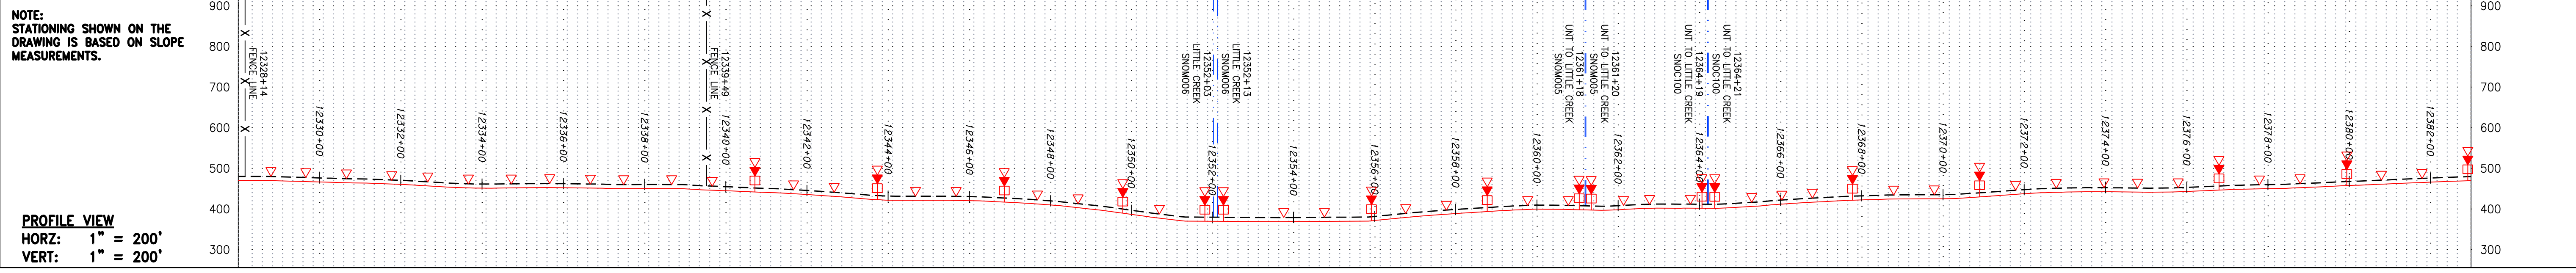 NOTE:
STATIONING SHOWN ON THE
DRAWING IS BASED ON SLOPE
MEASUREMENTS.
PROFILE VIEW
HORZ: 1" = 200'
VERT: 1" = 200'
900
800
700
600
500
400
300
12328+14
FENCE LINE
12330+00
12332+00
12334+00
12336+00
12338+00
12339+49
FENCE LINE
12340+00
12342+00
12344+00
12346+00
12348+00
12350+00
12352+03
LITTLE CREEK
SNOM006
12352+00
12352+13
LITTLE CREEK
SNOM006
12354+00
12356+00
12358+00
12360+00
12361+18
UNT TO LITTLE CREEK
SNOM005
12361+20
UNT TO LITTLE CREEK
SNOM005
12362+00
12364+19
UNT TO LITTLE CREEK
SNOC100
12364+00
12364+21
UNT TO LITTLE CREEK
SNOC100
12366+00
12368+00
12370+00
12372+00
12374+00
12376+00
12378+00
12380+00
12382+00
900
800
700
600
500
400
300